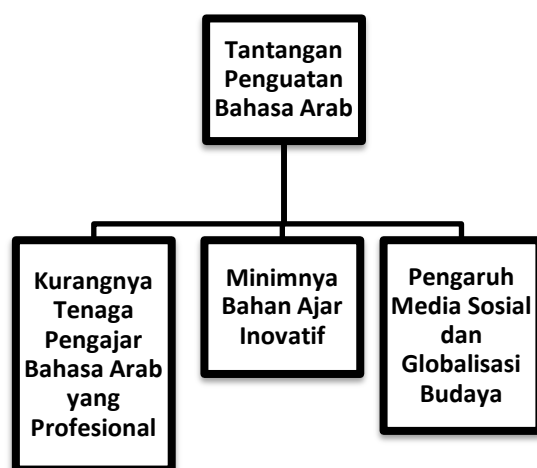 Tantangan
Penguatan
Bahasa Arab
Kurangnya
Tenaga
Pengajar
Bahasa Arab
yang
Profesional
Minimnya
Bahan Ajar
Inovatif
Pengaruh
Media Sosial
dan
Globalisasi
Budaya